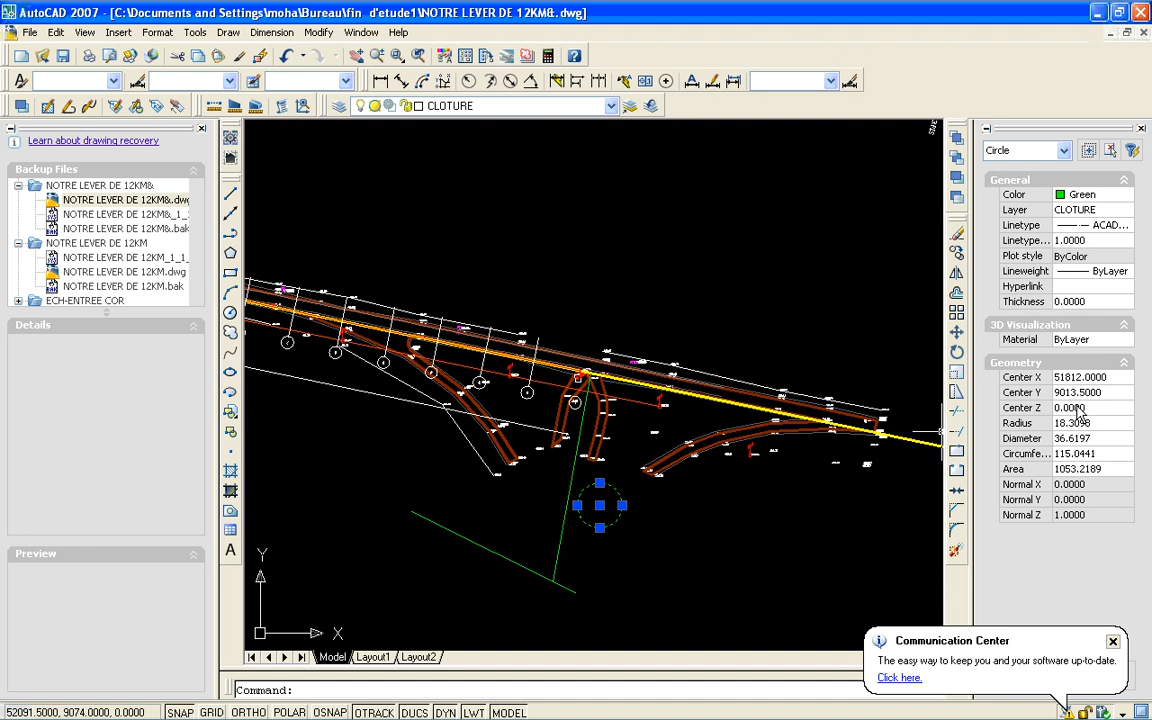 AutoCAD 2007 - [C:\Documents and Settings\moha\Bureau\fin d'etude1\NOTRE LEVER DE 12KM&.dwg]
File Edit View Insert Format Tools Draw Dimension Modify Window Help
CLOTURE
Learn about drawing recovery
Backup Files
NOTRE LEVER DE 12KM&
NOTRE LEVER DE 12KM&.dwg
NOTRE LEVER DE 12KM&_1_
NOTRE LEVER DE 12KM&.bak
NOTRE LEVER DE 12KM
NOTRE LEVER DE 12KM_1_1_
NOTRE LEVER DE 12KM.dwg
NOTRE LEVER DE 12KM.bak
ECH-ENTREE COR
Details
Preview
Y
X
Model Layout1 Layout2
Command:
Circle
General
Color Green
Layer CLOTURE
Linetype ACAD...
Linetype... 1.0000
Plot style ByColor
Lineweight ByLayer
Hyperlink
Thickness 0.0000
3D Visualization
Material ByLayer
Geometry
Center X 51812.0000
Center Y 9013.5000
Center Z 0.0000
Radius 18.3098
Diameter 36.6197
Circumfe... 115.0441
Area 1053.2189
Normal X 0.0000
Normal Y 0.0000
Normal Z 1.0000
Communication Center
The easy way to keep you and your software up-to-date.
Click here.
52091.5000, 9074.0000, 0.0000 SNAP GRID ORTHO POLAR OSNAP OTRACK DUCS DYN LWT MODEL